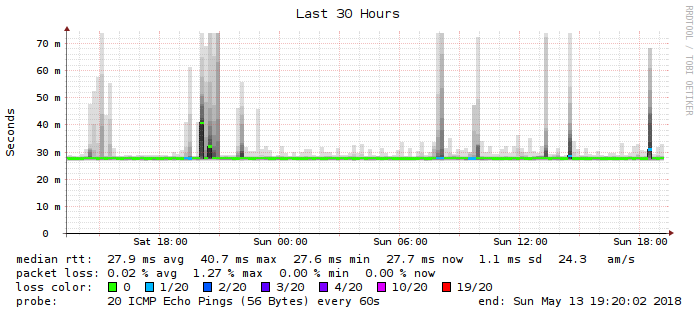 Last 30 Hours
RRDTOOL / TOBI OETIKER
Seconds
70 m
60 m
50 m
40 m
30 m
20 m
10 m
0
Sat 18:00 Sun 00:00 Sun 06:00 Sun 12:00 Sun 18:00
median rtt: 27.9 ms avg 40.7 ms max 27.6 ms min 27.7 ms now 1.1 ms sd 24.3 am/s
packet loss: 0.02 % avg 1.27 % max 0.00 % min 0.00 % now
loss color: 0 1/20 2/20 3/20 4/20 10/20 19/20
probe: 20 ICMP Echo Pings (56 Bytes) every 60s end: Sun May 13 19:20:02 2018